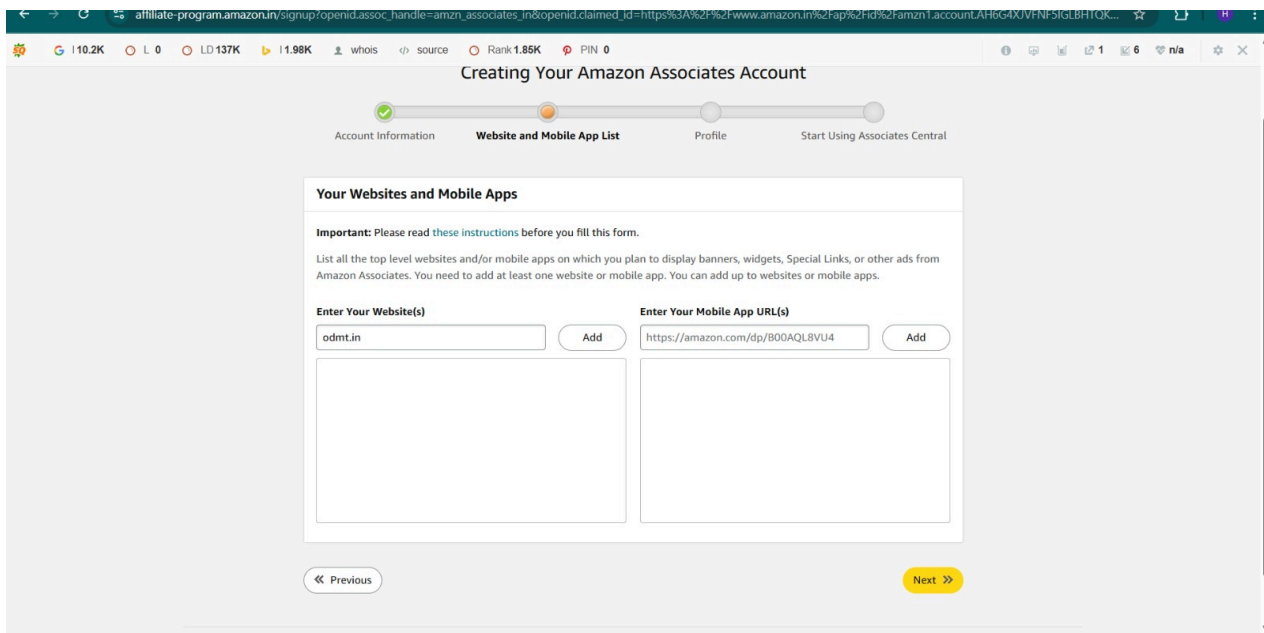 affiliate-program.amazon.in/signup?openid.assoc_handle=amzn_associates_in&openid.claimed_id=https%3A%2F%2Fwww.amazon.in%2Fap%2Fid%2Famzn1.account.AH6G4XJVFNF5IGLBHTQK... H
I 10.2K L 0 LD 137K I 1.98K whois source Rank 1.85K PIN 0 1 6 n/a
Creating Your Amazon Associates Account
Account Information Website and Mobile App List Profile Start Using Associates Central
Your Websites and Mobile Apps
Important: Please read these instructions before you fill this form.
List all the top level websites and/or mobile apps on which you plan to display banners, widgets, Special Links, or other ads from
Amazon Associates. You need to add at least one website or mobile app. You can add up to websites or mobile apps.
Enter Your Website(s) Enter Your Mobile App URL(s)
odmt.in Add https://amazon.com/dp/B00AQL8VU4 Add
Previous Next